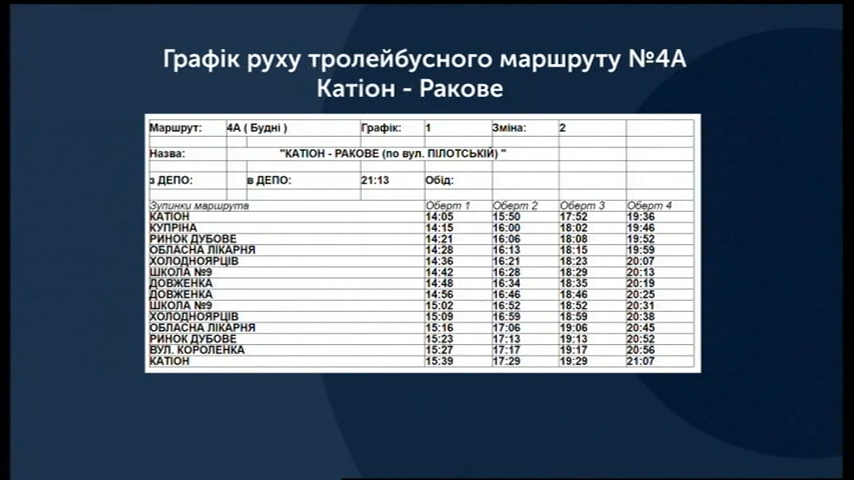 Графік руху тролейбусного маршруту №4А
Катіон - Ракове
Маршрут: 4А ( Будні ) Графік: 1 Зміна: 2
Назва: "КАТІОН - РАКОВЕ (по вул. ПІЛОТСЬКІЙ) "
з ДЕПО: в ДЕПО: 21:13 Обід:
Зупинки маршрута Оберт 1 Оберт 2 Оберт 3 Оберт 4
КАТІОН 14:05 15:50 17:52 19:36
КУПРІНА 14:15 16:00 18:02 19:46
РИНОК ДУБОВЕ 14:21 16:06 18:08 19:52
ОБЛАСНА ЛІКАРНЯ 14:28 16:13 18:15 19:59
ХОЛОДНОЯРЦІВ 14:36 16:21 18:23 20:07
ШКОЛА №9 14:42 16:28 18:29 20:13
ДОВЖЕНКА 14:48 16:34 18:35 20:19
ДОВЖЕНКА 14:56 16:46 18:46 20:25
ШКОЛА №9 15:02 16:52 18:52 20:31
ХОЛОДНОЯРЦІВ 15:09 16:59 18:59 20:38
ОБЛАСНА ЛІКАРНЯ 15:16 17:06 19:06 20:45
РИНОК ДУБОВЕ 15:23 17:13 19:13 20:52
ВУЛ. КОРОЛЕНКА 15:27 17:17 19:17 20:56
КАТІОН 15:39 17:29 19:29 21:07